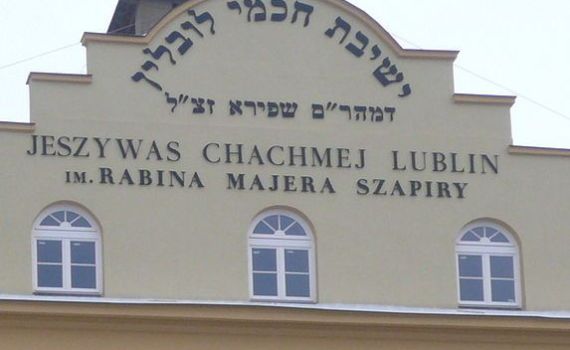 ישיבת חכמי לובלין
דמהר"ם שפירא זצ"ל
JESZYWAS CHACHMEJ LUBLIN
IM. RABINA MAJERA SZAPIRY